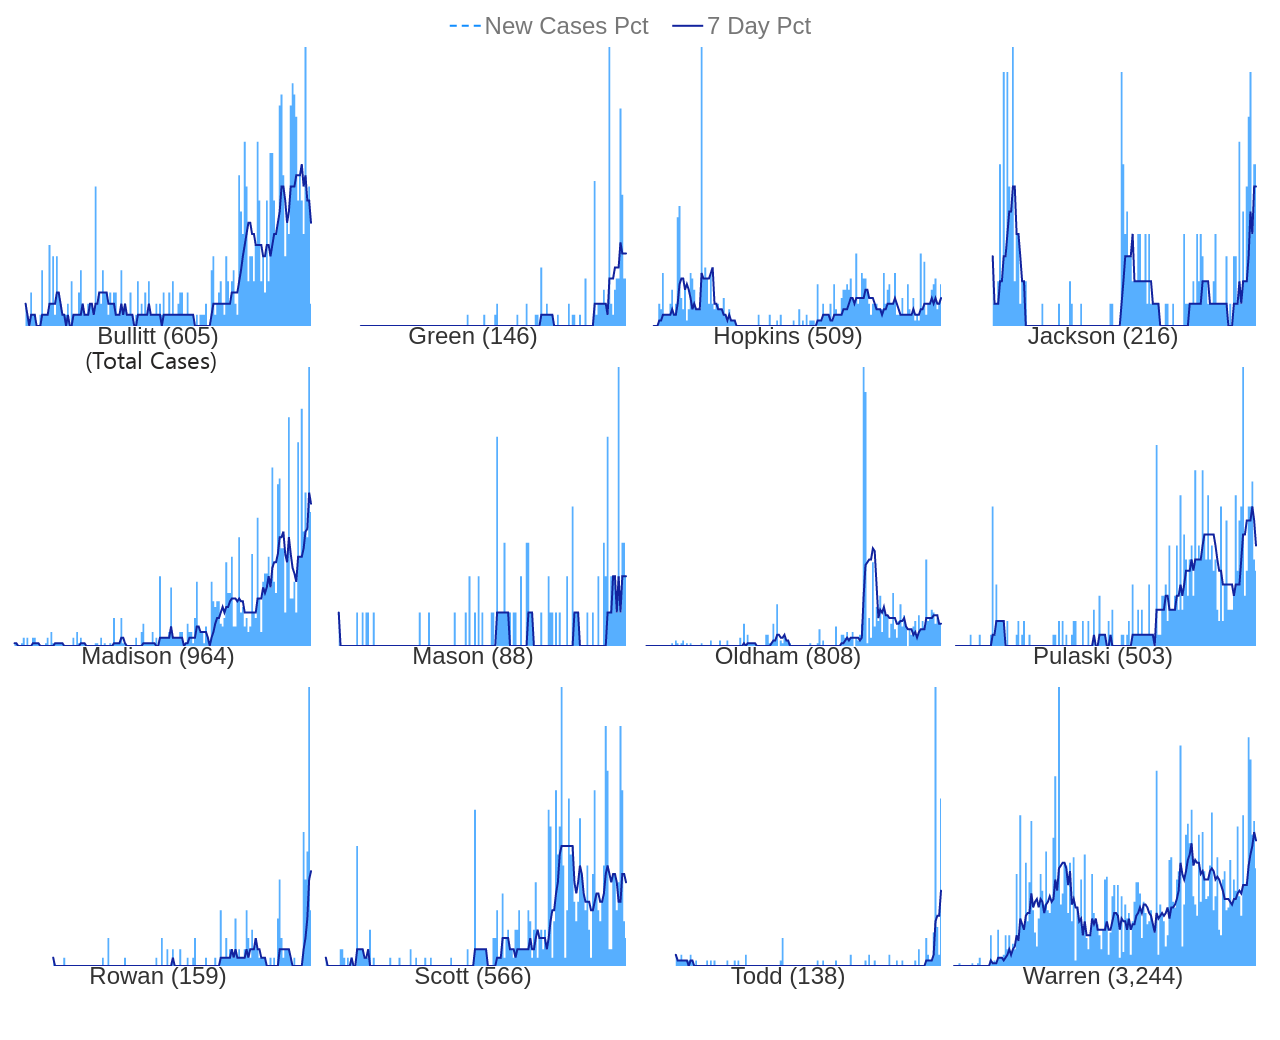 New Cases Pct 7 Day Pct
Bullitt (605) Green (146) Hopkins (509) Jackson (216)
(Total Cases)
Madison (964) Mason (88) Oldham (808) Pulaski (503)
Rowan (159) Scott (566) Todd (138) Warren (3,244)